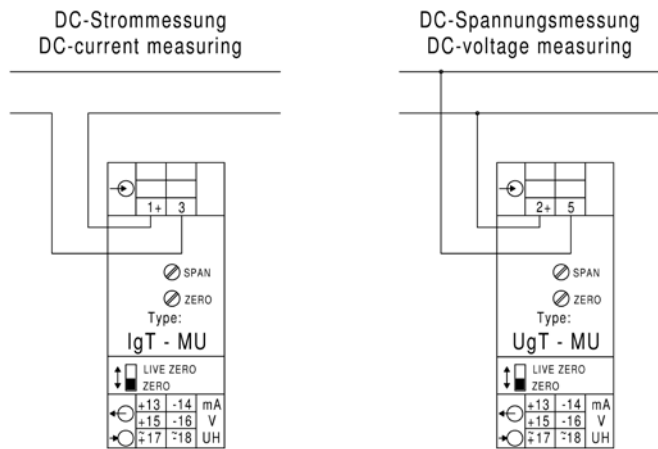 DC-Strommessung
DC-current measuring
1+ 3
SPAN
ZERO
Type:
IgT - MU
LIVE ZERO
ZERO
+13 -14 mA
+15 -16 V
≂+17 ≂18 UH
DC-Spannungsmessung
DC-voltage measuring
2+ 5
SPAN
ZERO
Type:
UgT - MU
LIVE ZERO
ZERO
+13 -14 mA
+15 -16 V
≂+17 ≂18 UH